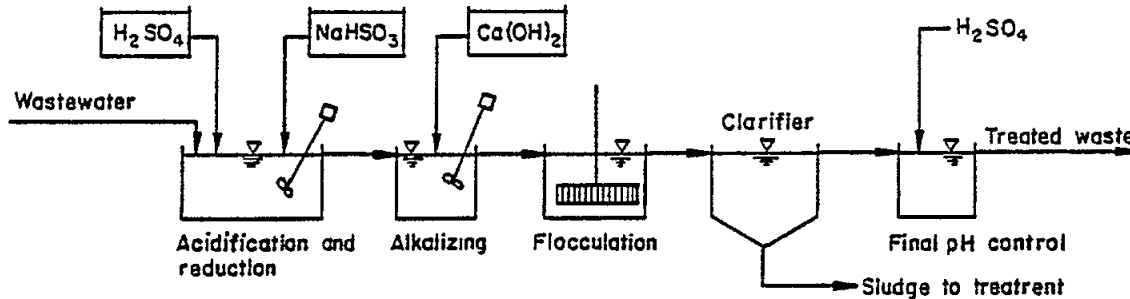 H2SO4
NaHSO3
Ca(OH)2
H2SO4
Wastewater
Clarifier
Treated waste
Acidification and
reduction
Alkalizing
Flocculation
Final pH control
Sludge to treatrent